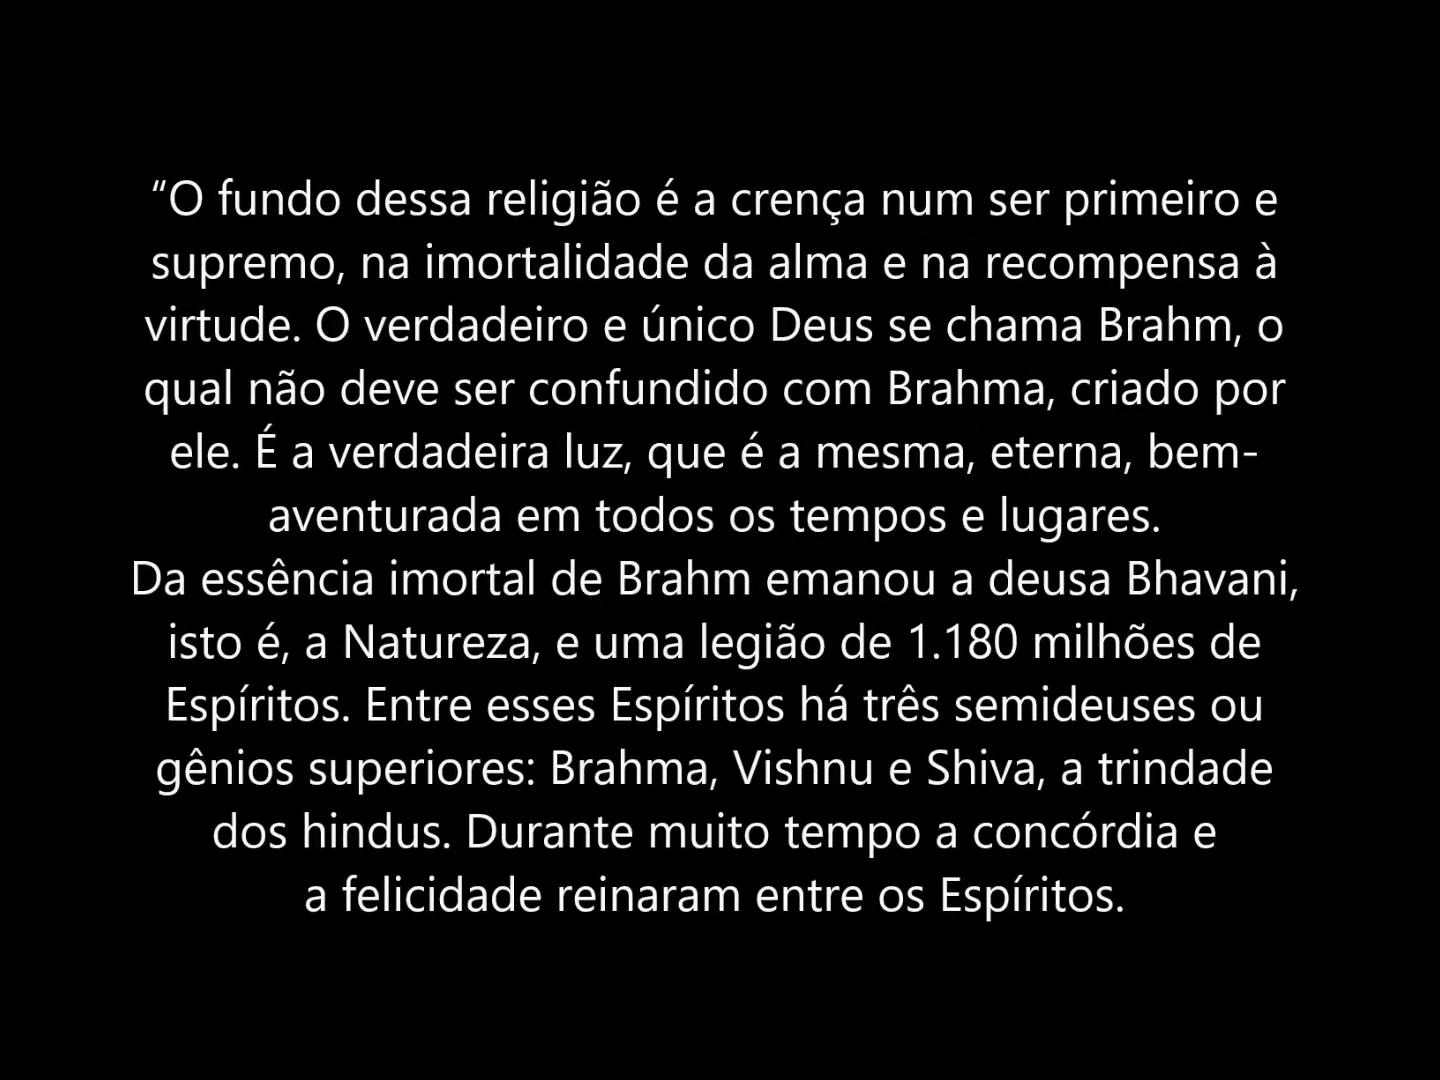 “O fundo dessa religião é a crença num ser primeiro e
supremo, na imortalidade da alma e na recompensa à
virtude. O verdadeiro e único Deus se chama Brahm, o
qual não deve ser confundido com Brahma, criado por
ele. É a verdadeira luz, que é a mesma, eterna, bem-
aventurada em todos os tempos e lugares.
Da essência imortal de Brahm emanou a deusa Bhavani,
isto é, a Natureza, e uma legião de 1.180 milhões de
Espíritos. Entre esses Espíritos há três semideuses ou
gênios superiores: Brahma, Vishnu e Shiva, a trindade
dos hindus. Durante muito tempo a concórdia e
a felicidade reinaram entre os Espíritos.